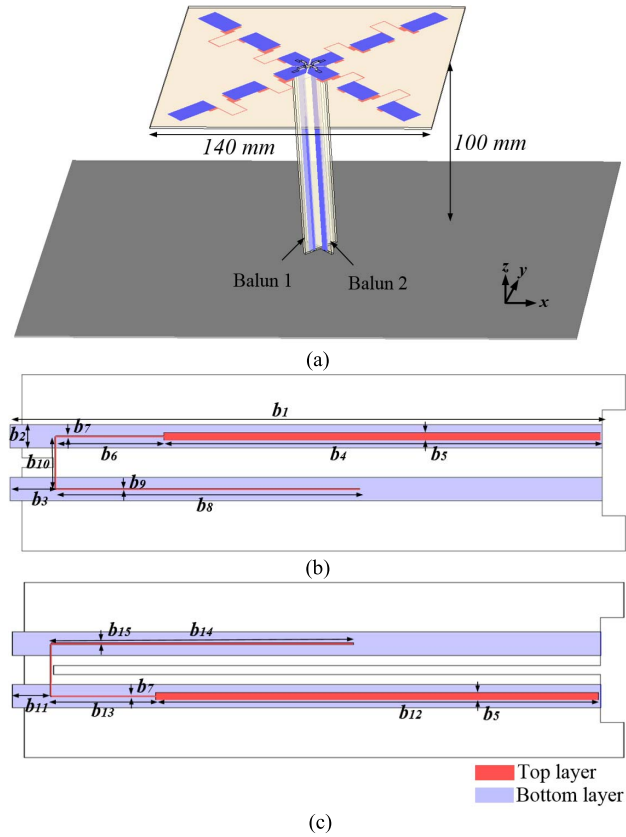 140 mm
100 mm
Balun 1
Balun 2
z
y
x
(a)
b1
b2
b7
b10
b6
b4
b5
b3
b9
b8
(b)
b15
b14
b7
b11
b13
b12
b5
Top layer
Bottom layer
(c)